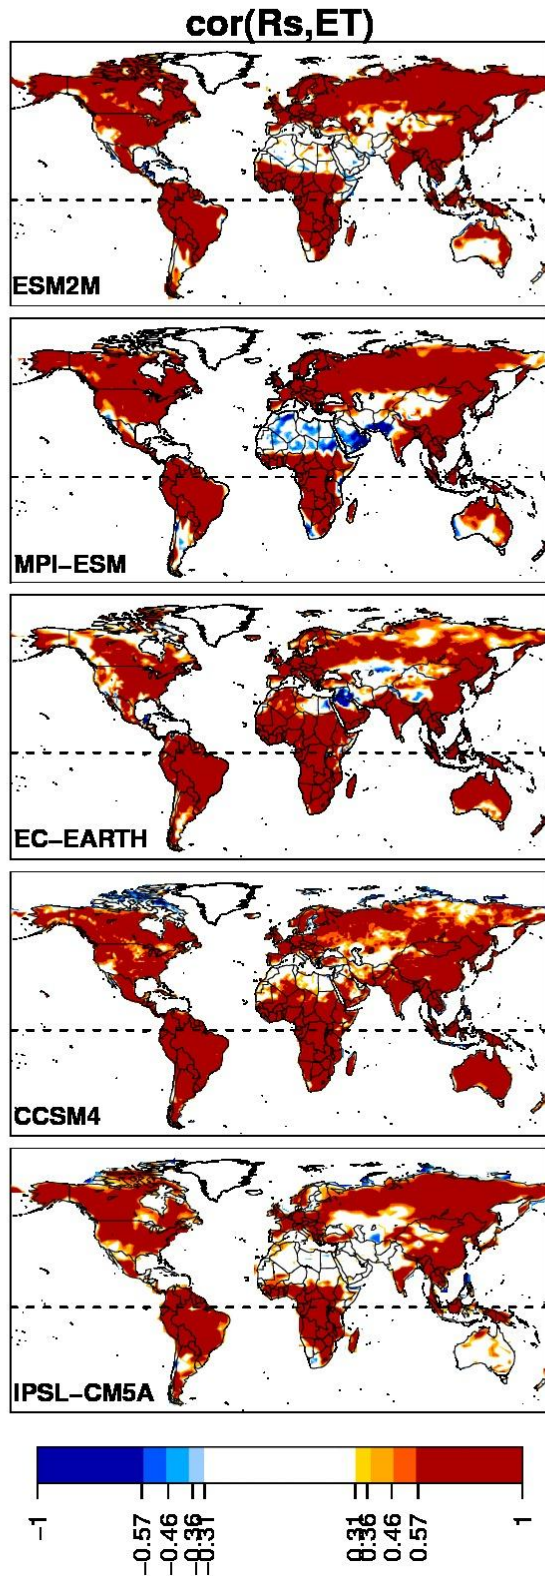 cor(Rs,ET)
ESM2M
MPI−ESM
EC−EARTH
CCSM4
IPSL−CM5A
−1
−0.57
−0.46
−0.36
−0.31
0.31
0.36
0.46
0.57
1